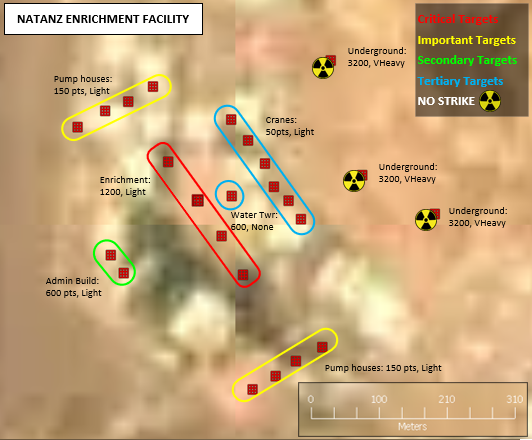 NATANZ ENRICHMENT FACILITY
Critical Targets
Important Targets
Secondary Targets
Tertiary Targets
NO STRIKE
Underground:
3200, VHeavy
Pump houses:
150 pts, Light
Cranes:
50pts, Light
Enrichment:
1200, Light
Underground:
3200, VHeavy
Water Twr:
600, None
Underground:
3200, VHeavy
Admin Build:
600 pts, Light
Pump houses: 150 pts, Light
0 100 210 310
Meters